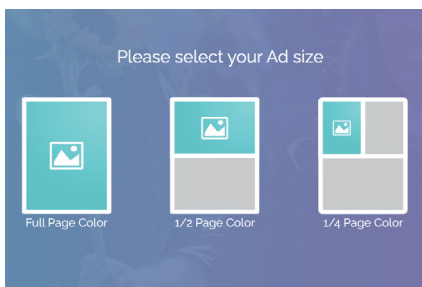 Please select your Ad size
Full Page Color
1/2 Page Color
1/4 Page Color